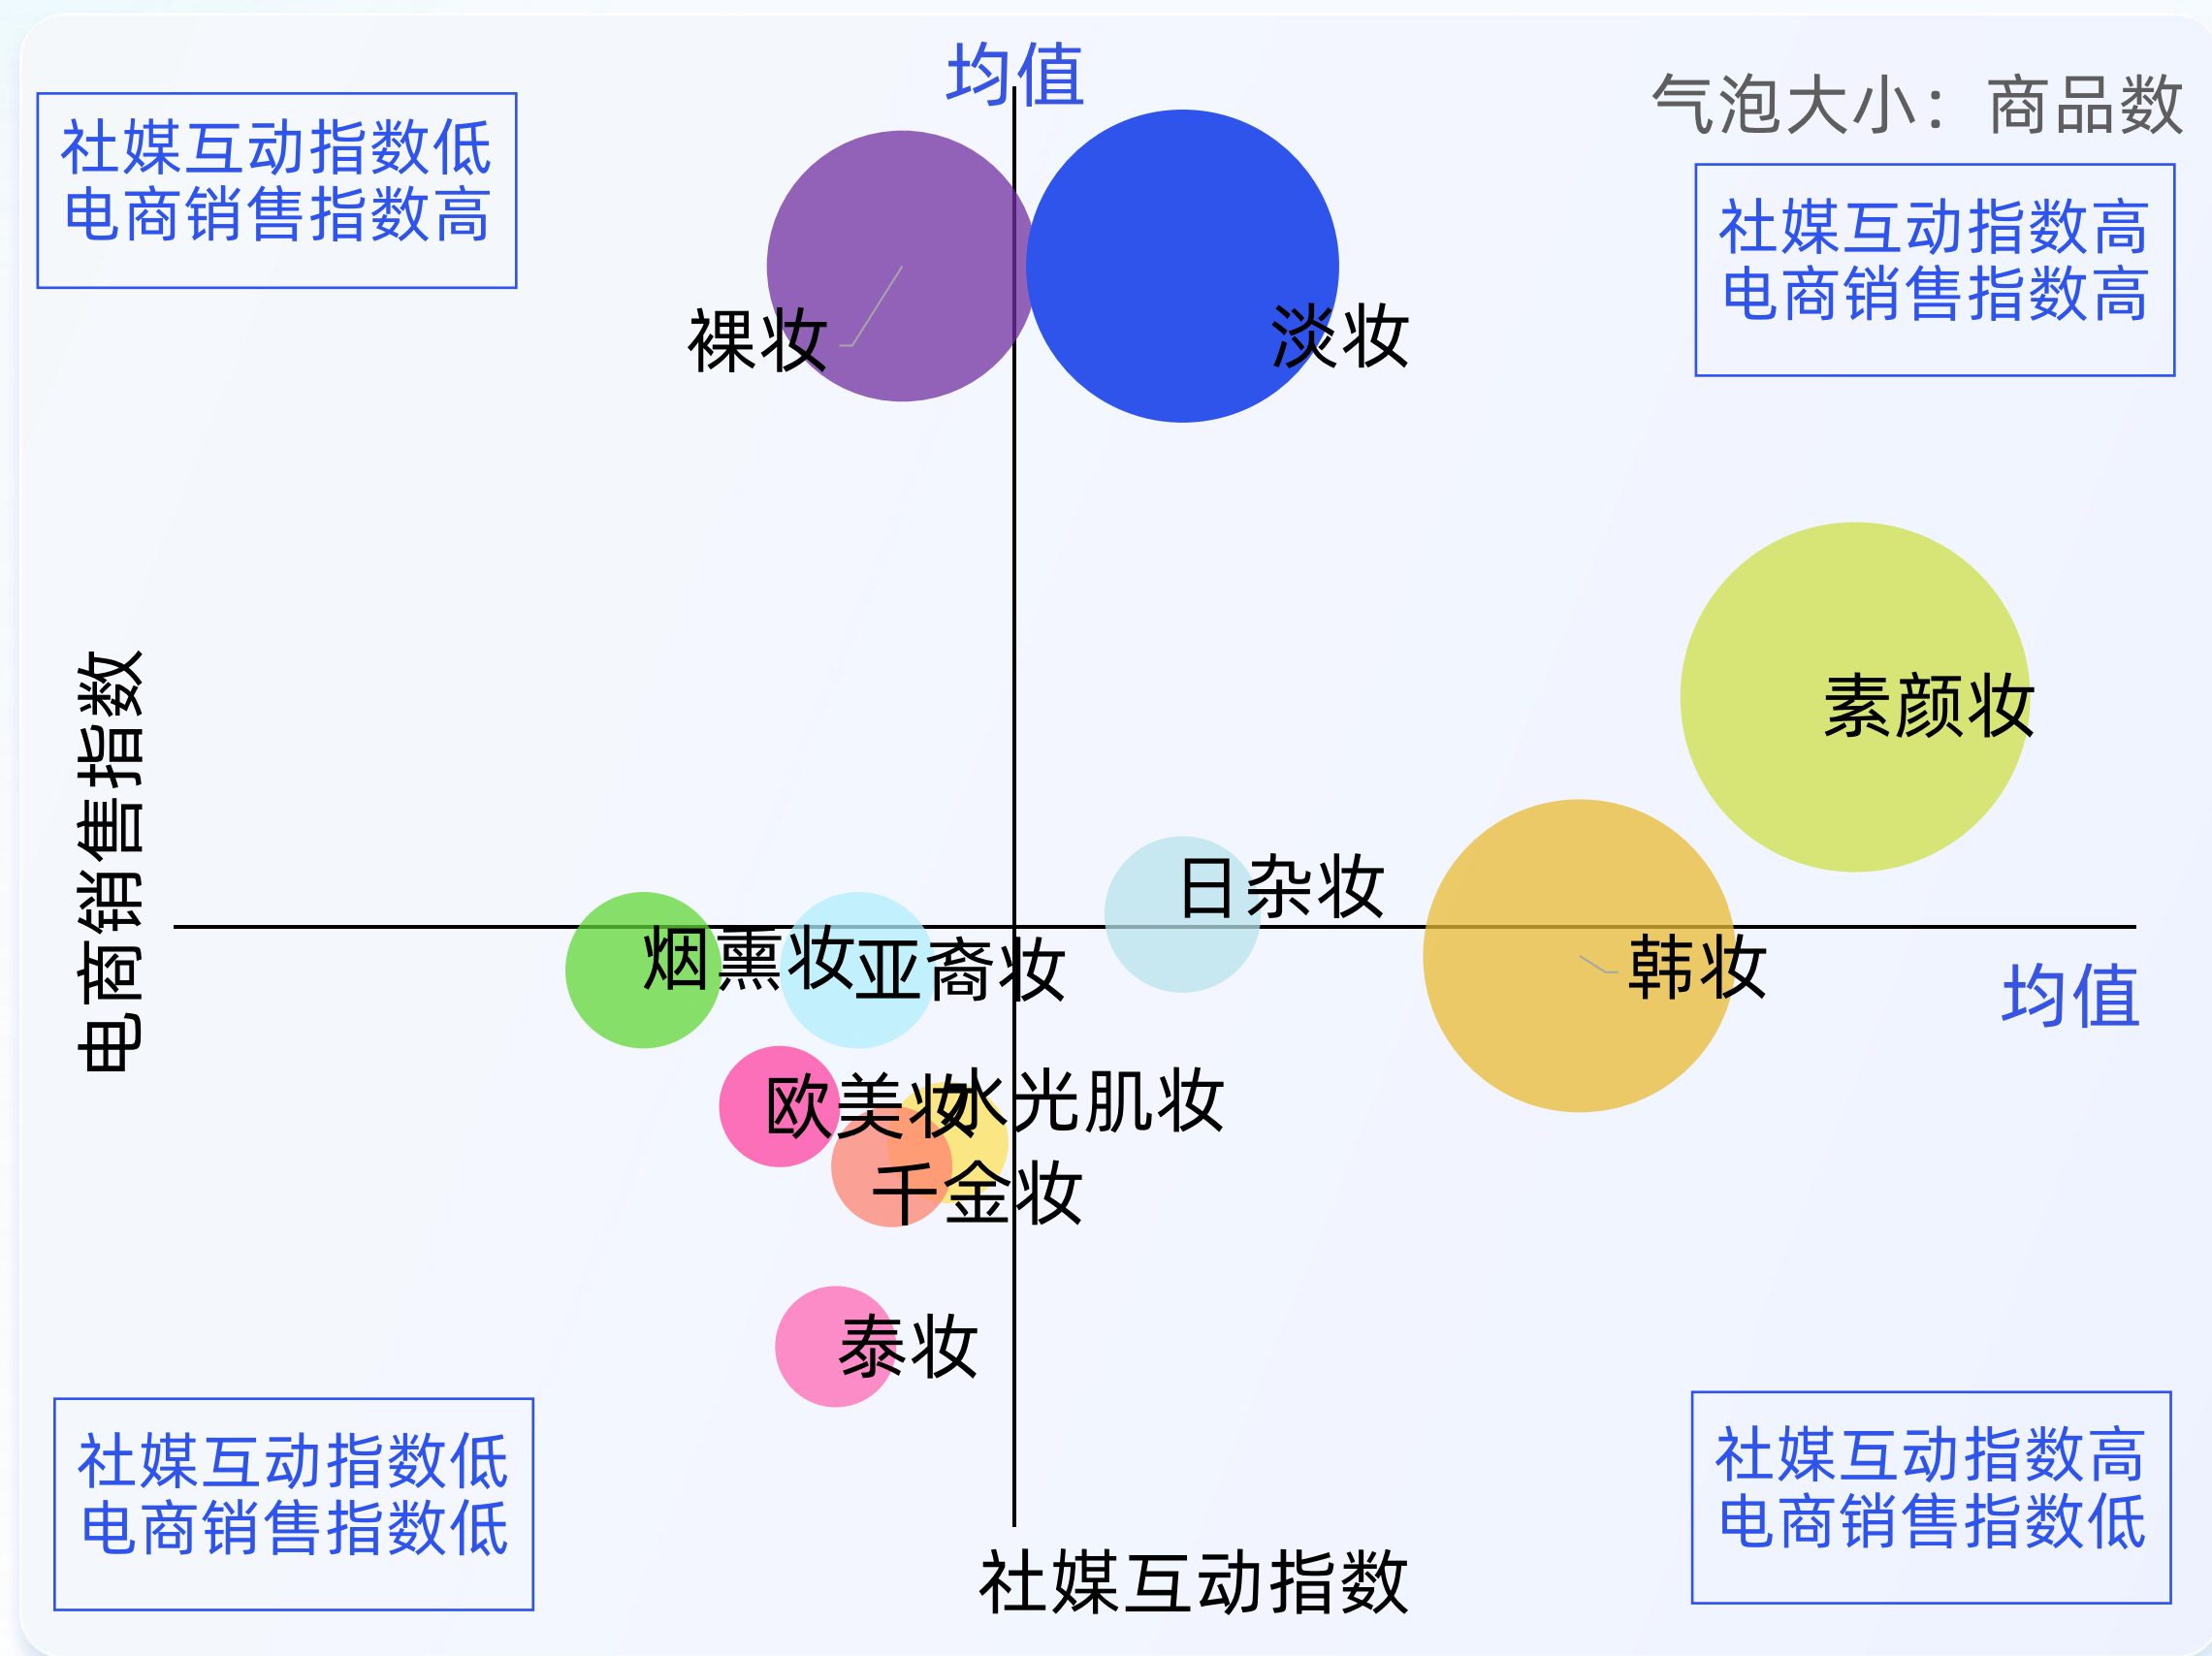 均值
气泡大小：商品数
社媒互动指数低
电商销售指数高
社媒互动指数高
电商销售指数高
裸妆
淡妆
电商销售指数
素颜妆
日杂妆
烟熏妆
亚裔妆
韩妆
均值
欧美妆
水光肌妆
千金妆
泰妆
社媒互动指数低
电商销售指数低
社媒互动指数高
电商销售指数低
社媒互动指数